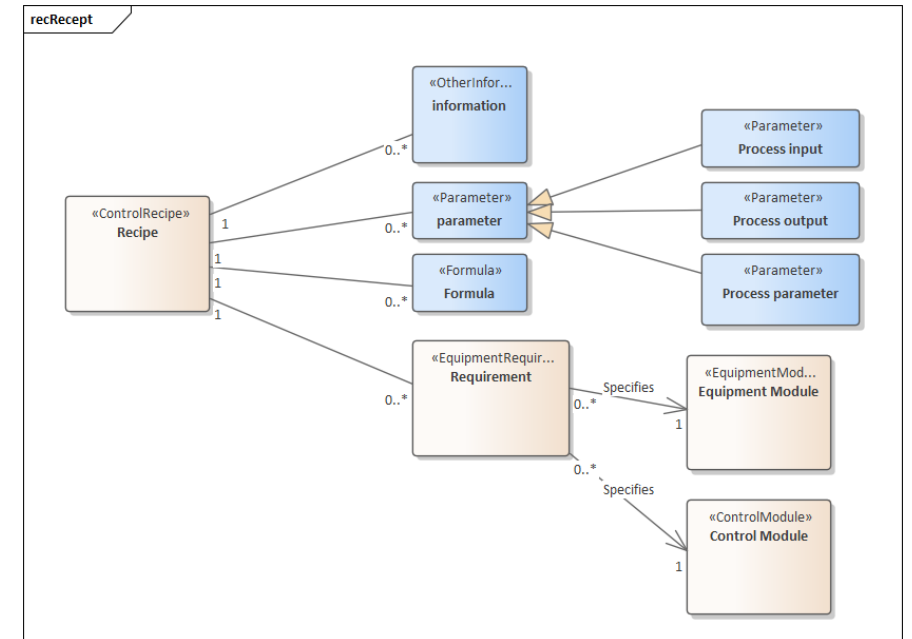 recRecept
«OtherInfor...
information
0..*
«Parameter»
Process input
«ControlRecipe»
Recipe
1
1
1
1
«Parameter»
parameter
0..*
«Parameter»
Process output
«Formula»
Formula
0..*
«Parameter»
Process parameter
«EquipmentRequir...
Requirement
0..*
Specifies
0..*
1
«EquipmentMod...
Equipment Module
0..*
Specifies
1
«ControlModule»
Control Module